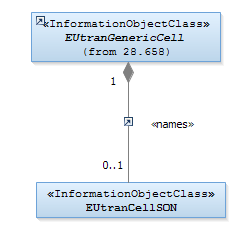 «InformationObjectClass»
EUtranGenericCell
(from 28.658)
1
«names»
0..1
«InformationObjectClass»
EUtranCellSON